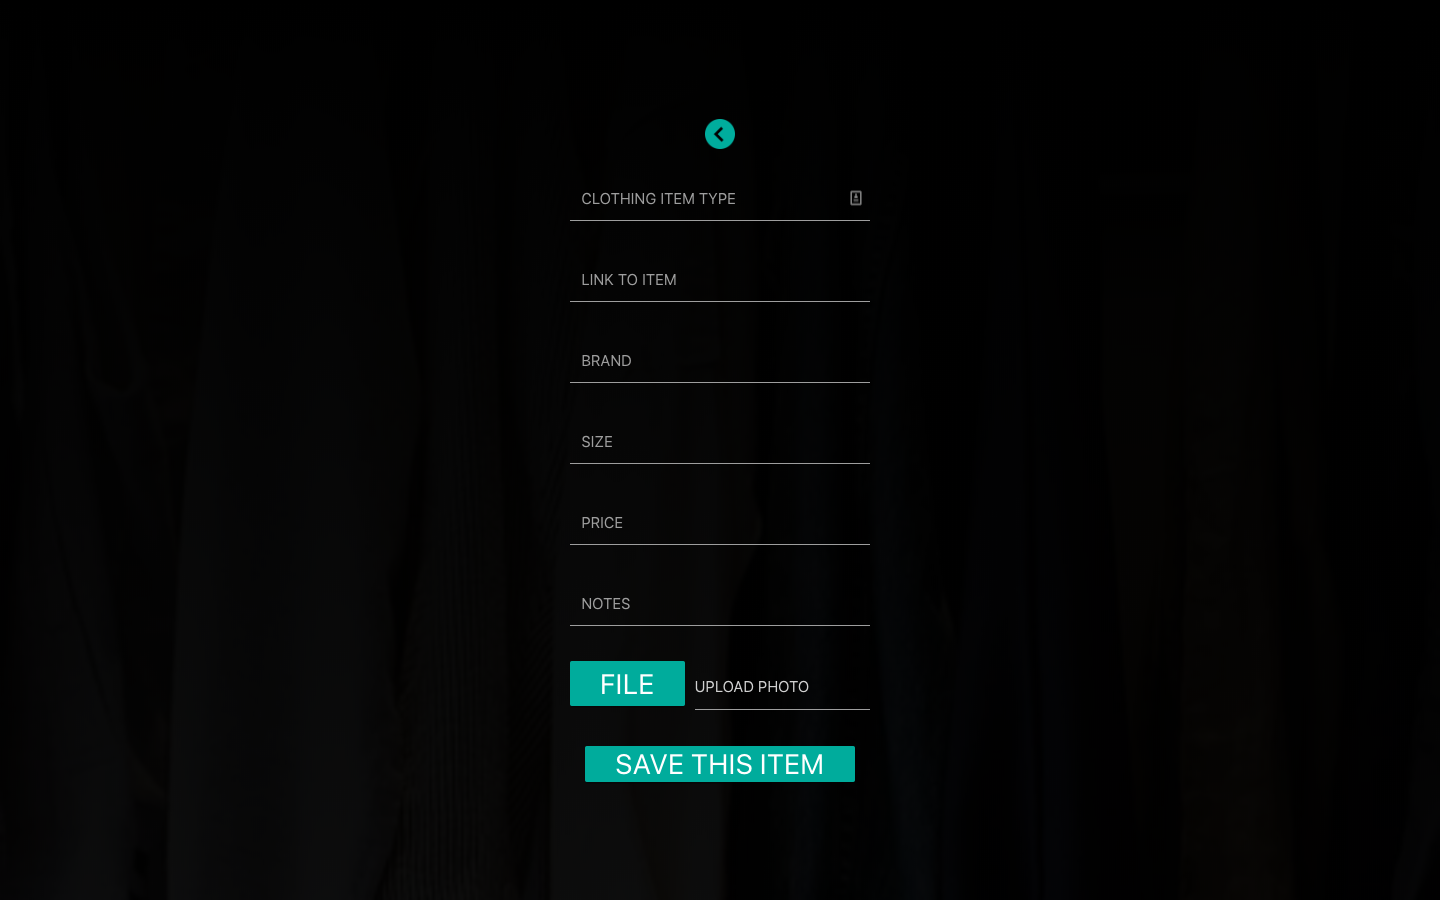 CLOTHING ITEM TYPE
LINK TO ITEM
BRAND
SIZE
PRICE
NOTES
FILE UPLOAD PHOTO
SAVE THIS ITEM